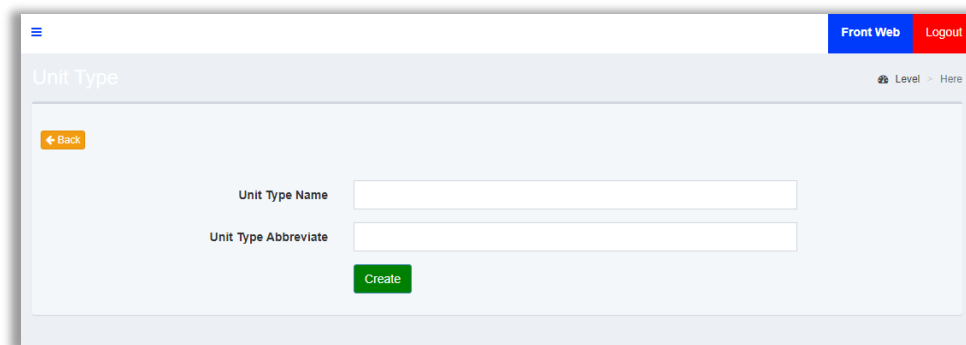 Front Web Logout
Unit Type
Level > Here
Back
Unit Type Name
Unit Type Abbreviate
Create